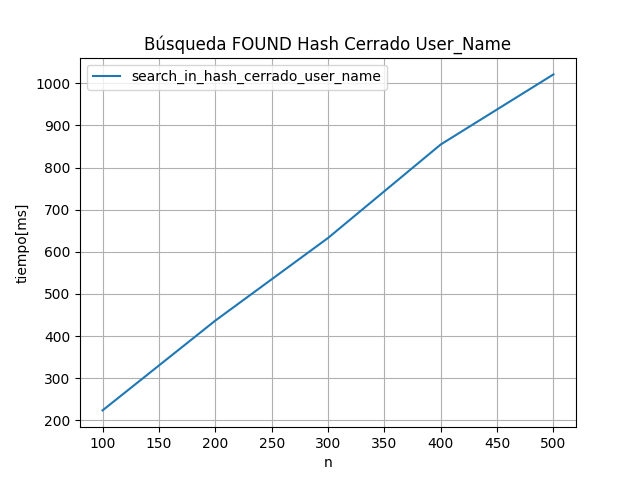 Búsqueda FOUND Hash Cerrado User_Name
search_in_hash_cerrado_user_name
1000
900
800
700
600
500
400
300
200
tiempo[ms]
100 150 200 250 300 350 400 450 500
n